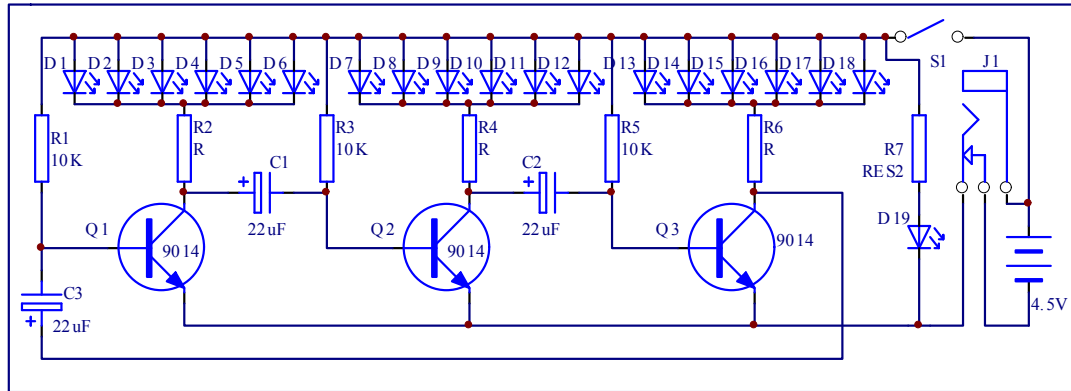 D1 D2 D3 D4 D5 D6 D7 D8 D9 D10 D11 D12 D13 D14 D15 D16 D17 D18
S1 J1
R1
10K
R2
R
R3
10K
R4
R
R5
10K
R6
R
R7
RES2
C1
+
22uF
C2
+
22uF
Q1
9014
Q2
9014
Q3
9014
D19
C3
+
22uF
4.5V